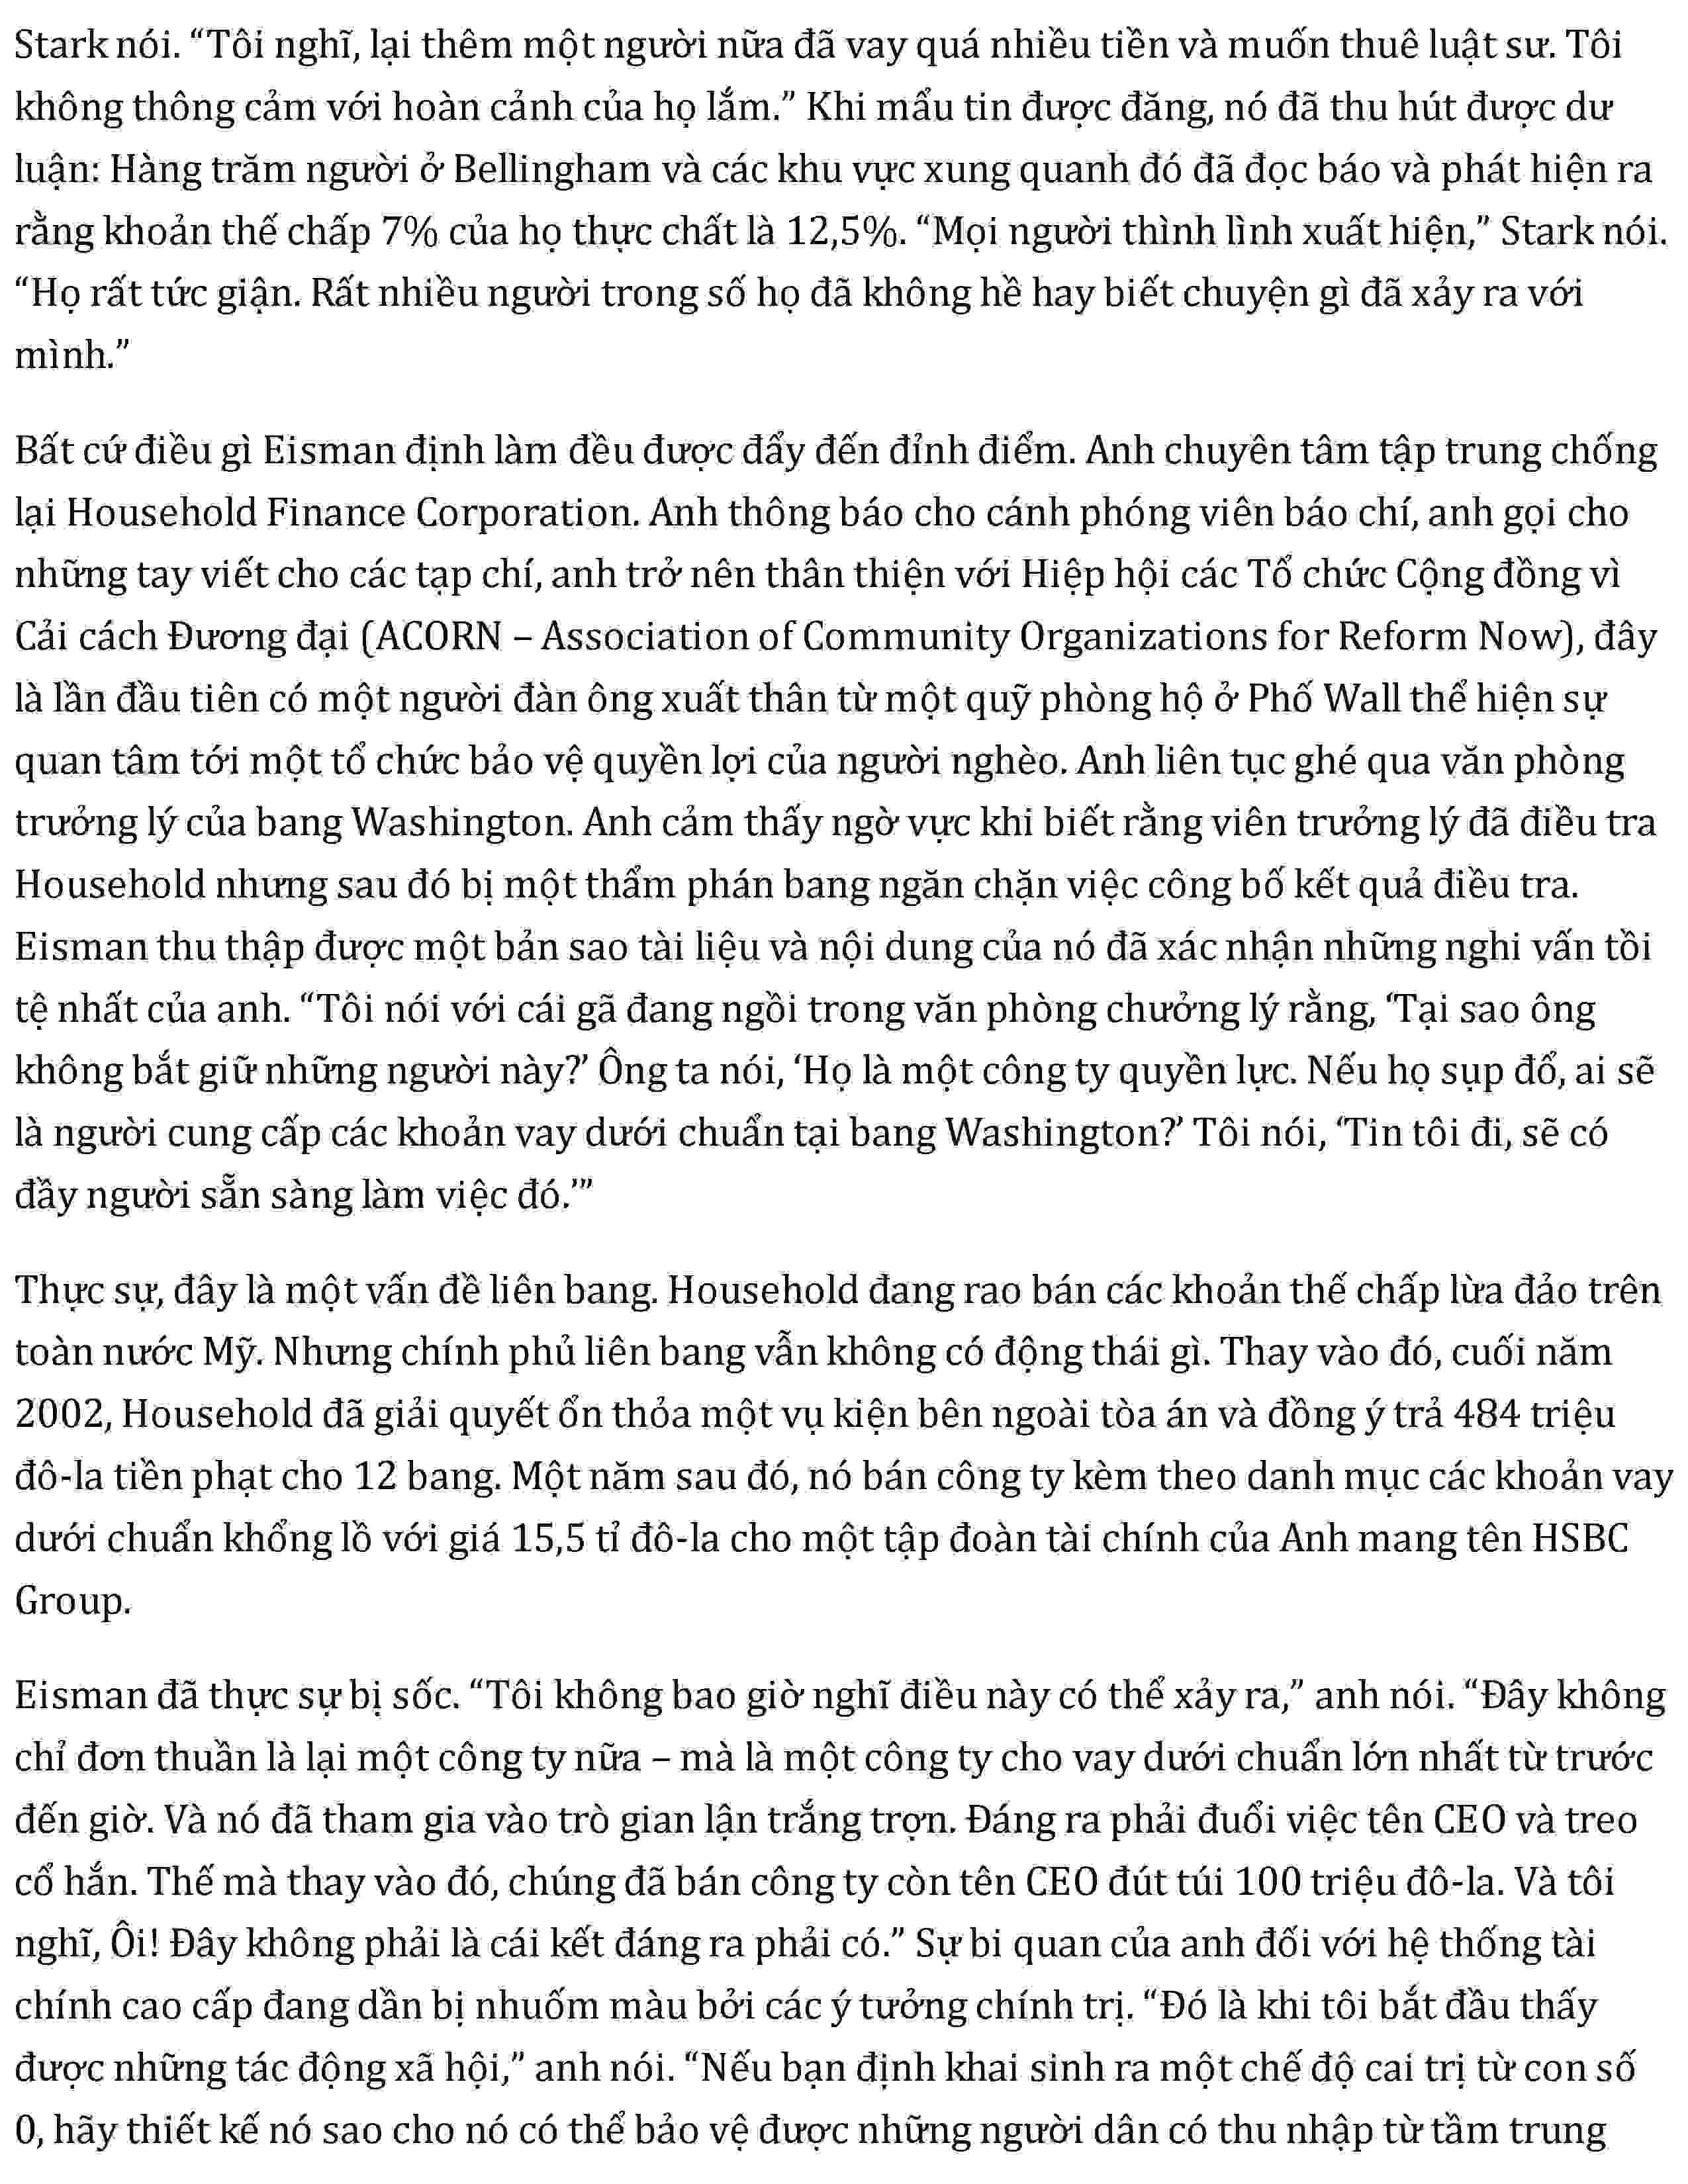 Stark nói. “Tôi nghĩ, lại thêm một người nữa đã vay quá nhiều tiền và muốn thuê luật sư. Tôi
không thông cảm với hoàn cảnh của họ lắm.” Khi mẩu tin được đăng, nó đã thu hút được dư
luận: Hàng trăm người ở Bellingham và các khu vực xung quanh đó đã đọc báo và phát hiện ra
rằng khoản thế chấp 7% của họ thực chất là 12,5%. “Mọi người thình lình xuất hiện,” Stark nói.
“Họ rất tức giận. Rất nhiều người trong số họ đã không hề hay biết chuyện gì đã xảy ra với
mình.”
Bất cứ điều gì Eisman định làm đều được đẩy đến đỉnh điểm. Anh chuyên tâm tập trung chống
lại Household Finance Corporation. Anh thông báo cho cánh phóng viên báo chí, anh gọi cho
những tay viết cho các tạp chí, anh trở nên thân thiện với Hiệp hội các Tổ chức Cộng đồng vì
Cải cách Đương đại (ACORN – Association of Community Organizations for Reform Now), đây
là lần đầu tiên có một người đàn ông xuất thân từ một quỹ phòng hộ ở Phố Wall thể hiện sự
quan tâm tới một tổ chức bảo vệ quyền lợi của người nghèo. Anh liên tục ghé qua văn phòng
trưởng lý của bang Washington. Anh cảm thấy ngờ vực khi biết rằng viên trưởng lý đã điều tra
Household nhưng sau đó bị một thẩm phán bang ngăn chặn việc công bố kết quả điều tra.
Eisman thu thập được một bản sao tài liệu và nội dung của nó đã xác nhận những nghi vấn tồi
tệ nhất của anh. “Tôi nói với cái gã đang ngồi trong văn phòng chưởng lý rằng, ‘Tại sao ông
không bắt giữ những người này?’ Ông ta nói, ‘Họ là một công ty quyền lực. Nếu họ sụp đổ, ai sẽ
là người cung cấp các khoản vay dưới chuẩn tại bang Washington?’ Tôi nói, ‘Tin tôi đi, sẽ có
đầy người sẵn sàng làm việc đó.’”
Thực sự, đây là một vấn đề liên bang. Household đang rao bán các khoản thế chấp lừa đảo trên
toàn nước Mỹ. Nhưng chính phủ liên bang vẫn không có động thái gì. Thay vào đó, cuối năm
2002, Household đã giải quyết ổn thỏa một vụ kiện bên ngoài tòa án và đồng ý trả 484 triệu
đô-la tiền phạt cho 12 bang. Một năm sau đó, nó bán công ty kèm theo danh mục các khoản vay
dưới chuẩn khổng lồ với giá 15,5 tỉ đô-la cho một tập đoàn tài chính của Anh mang tên HSBC
Group.
Eisman đã thực sự bị sốc. “Tôi không bao giờ nghĩ điều này có thể xảy ra,” anh nói. “Đây không
chỉ đơn thuần là lại một công ty nữa – mà là một công ty cho vay dưới chuẩn lớn nhất từ trước
đến giờ. Và nó đã tham gia vào trò gian lận trắng trợn. Đáng ra phải đuổi việc tên CEO và treo
cổ hắn. Thế mà thay vào đó, chúng đã bán công ty còn tên CEO đút túi 100 triệu đô-la. Và tôi
nghĩ, Ôi! Đây không phải là cái kết đáng ra phải có.” Sự bi quan của anh đối với hệ thống tài
chính cao cấp đang dần bị nhuốm màu bởi các ý tưởng chính trị. “Đó là khi tôi bắt đầu thấy
được những tác động xã hội,” anh nói. “Nếu bạn định khai sinh ra một chế độ cai trị từ con số
0, hãy thiết kế nó sao cho nó có thể bảo vệ được những người dân có thu nhập từ tầm trung